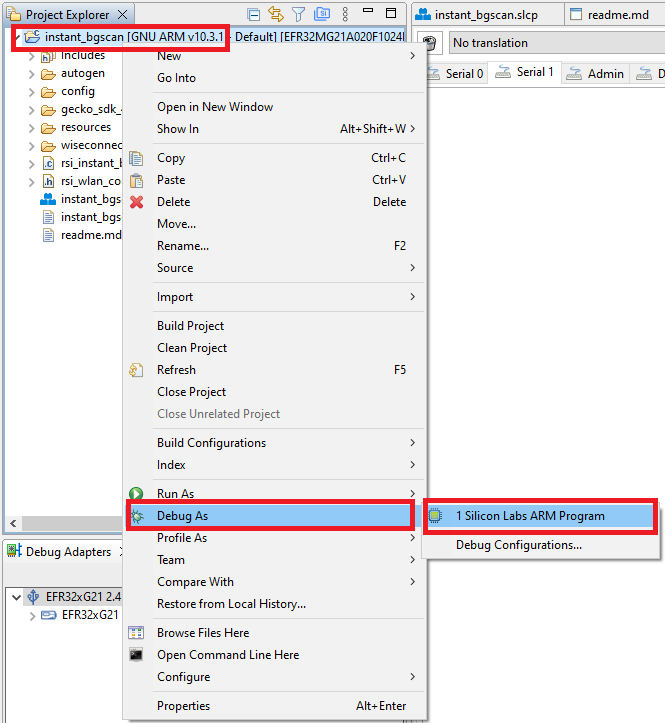 Project Explorer
instant_bgscan.slcp
readme.md
instant_bgscan [GNU ARM v10.3.1 - Default] [EFR32MG21A020F1024I
No translation
Includes
New
autogen
Go Into
Serial 0
Serial 1
Admin
D
config
gecko_sdk_4
Open in New Window
resources
Show In
Alt+Shift+W
wiseconnec
rsi_instant_b
Copy
Ctrl+C
rsi_wlan_co
Paste
Ctrl+V
instant_bgs
Delete
Delete
instant_bgs
Move...
readme.md
Rename...
F2
Source
Import
Build Project
Clean Project
Refresh
F5
Close Project
Close Unrelated Project
Build Configurations
Index
Run As
Debug As
1 Silicon Labs ARM Program
Profile As
Debug Configurations...
Debug Adapters
Team
Compare With
EFR32xG21 2.4
Restore from Local History...
EFR32xG21
Browse Files Here
Open Command Line Here
Configure
Properties
Alt+Enter